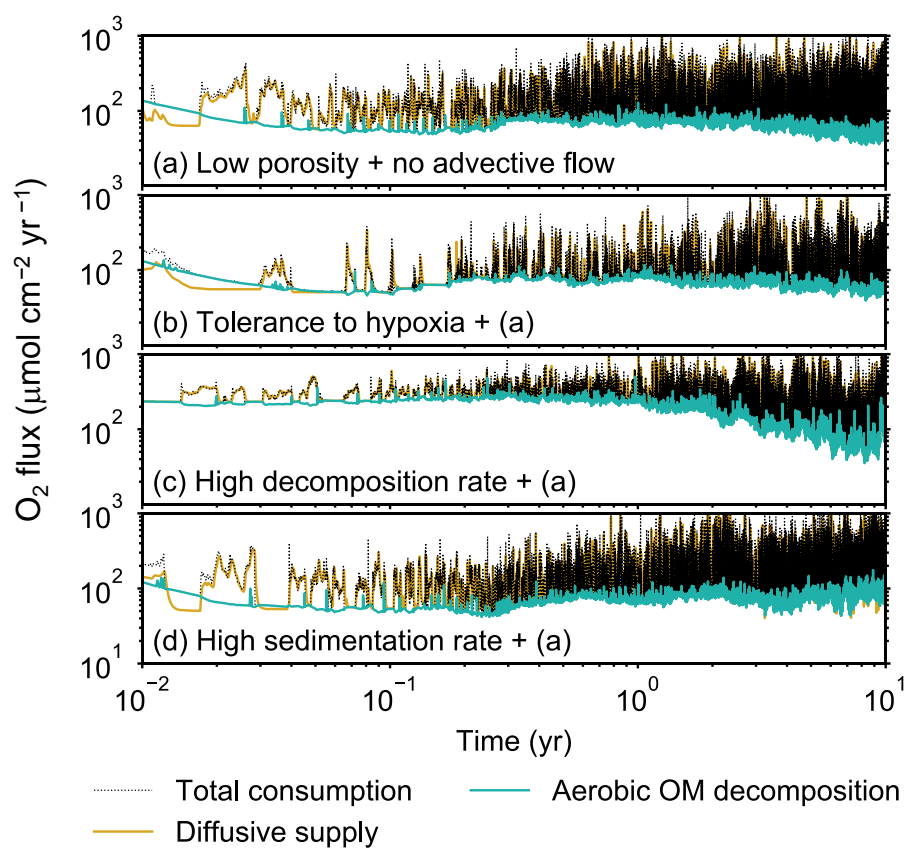 10³
10²
(a) Low porosity + no advective flow
10³
10²
(b) Tolerance to hypoxia + (a)
10³
10²
(c) High decomposition rate + (a)
10³
10²
(d) High sedimentation rate + (a)
10¹
O₂ flux (μmol cm⁻² yr⁻¹)
10⁻² 10⁻¹ 10⁰ 10¹
Time (yr)
Total consumption Aerobic OM decomposition
Diffusive supply